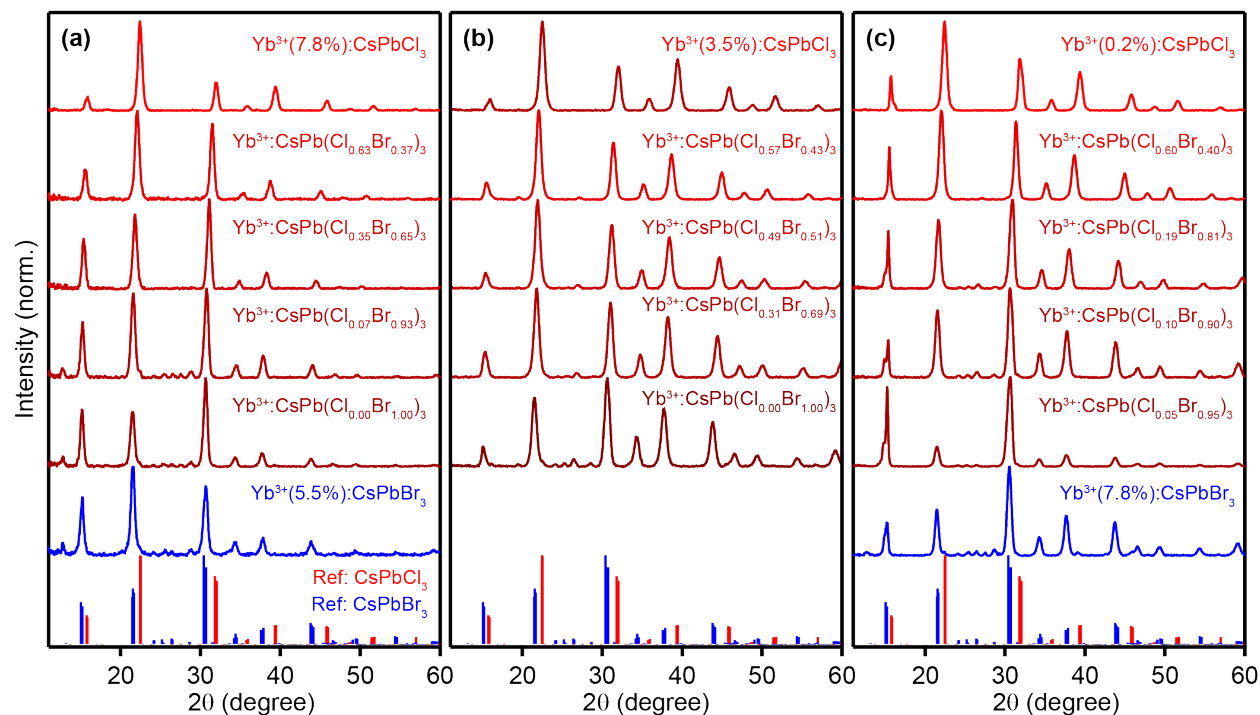 Intensity (norm.)
(a)
Yb³⁺(7.8%):CsPbCl₃
Yb³⁺:CsPb(Cl₀.₆₃Br₀.₃₇)₃
Yb³⁺:CsPb(Cl₀.₃₅Br₀.₆₅)₃
Yb³⁺:CsPb(Cl₀.₀₇Br₀.₉₃)₃
Yb³⁺:CsPb(Cl₀.₀₀Br₁.₀₀)₃
Yb³⁺(5.5%):CsPbBr₃
Ref: CsPbCl₃
Ref: CsPbBr₃
20 30 40 50 60
2θ (degree)
(b)
Yb³⁺(3.5%):CsPbCl₃
Yb³⁺:CsPb(Cl₀.₅₇Br₀.₄₃)₃
Yb³⁺:CsPb(Cl₀.₄₉Br₀.₅₁)₃
Yb³⁺:CsPb(Cl₀.₃₁Br₀.₆₉)₃
Yb³⁺:CsPb(Cl₀.₀₀Br₁.₀₀)₃
20 30 40 50 60
2θ (degree)
(c)
Yb³⁺(0.2%):CsPbCl₃
Yb³⁺:CsPb(Cl₀.₆₀Br₀.₄₀)₃
Yb³⁺:CsPb(Cl₀.₁₉Br₀.₈₁)₃
Yb³⁺:CsPb(Cl₀.₁₀Br₀.₉₀)₃
Yb³⁺:CsPb(Cl₀.₀₅Br₀.₉₅)₃
Yb³⁺(7.8%):CsPbBr₃
20 30 40 50 60
2θ (degree)